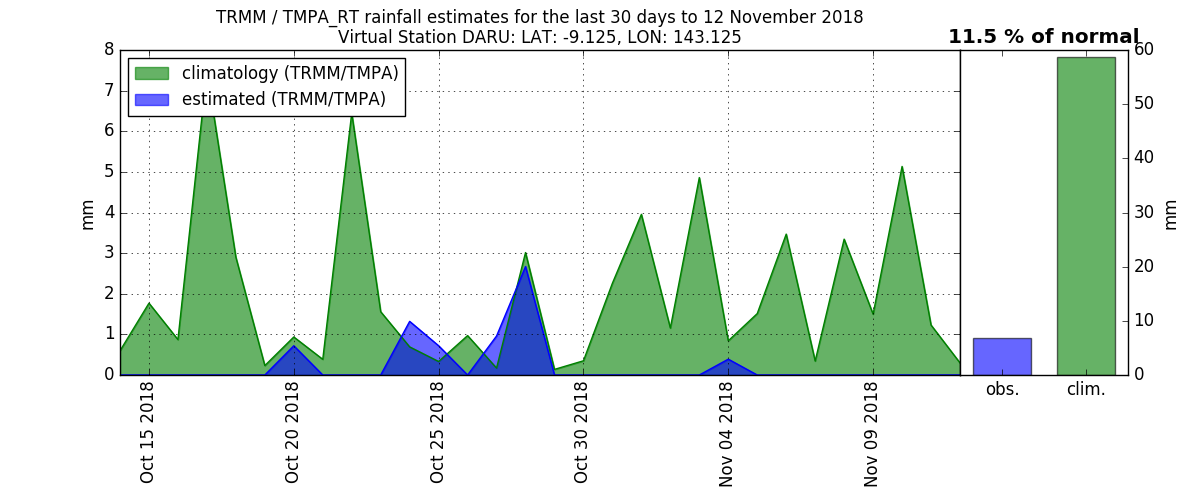 TRMM / TMPA_RT rainfall estimates for the last 30 days to 12 November 2018
Virtual Station DARU: LAT: -9.125, LON: 143.125
11.5 % of normal
climatology (TRMM/TMPA)
estimated (TRMM/TMPA)
mm
8
7
6
5
4
3
2
1
0
Oct 15 2018
Oct 20 2018
Oct 25 2018
Oct 30 2018
Nov 04 2018
Nov 09 2018
60
50
40
30
20
10
0
mm
obs.
clim.